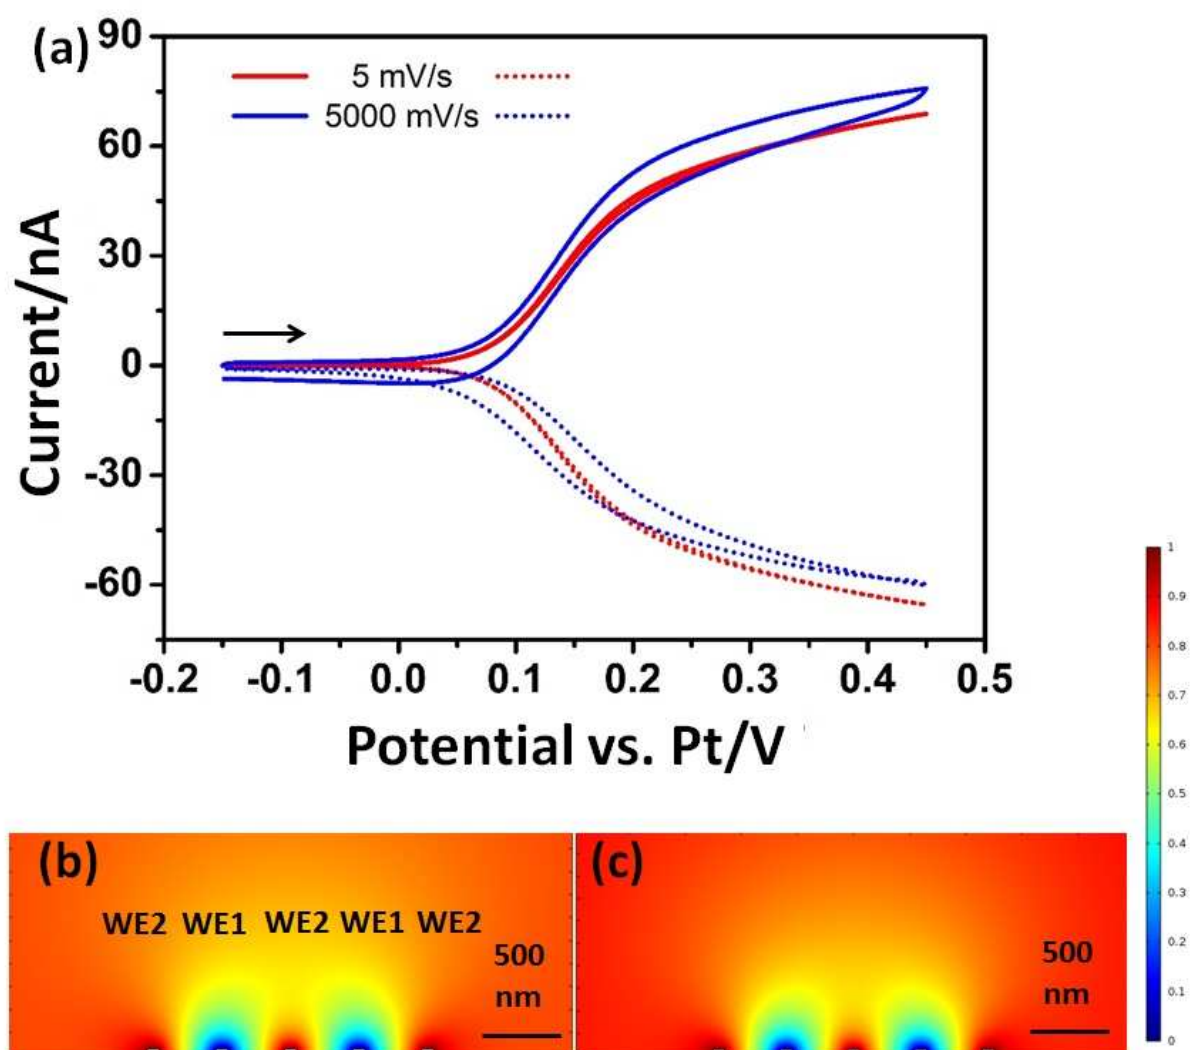 (a)
90
60
30
0
-30
-60
Current/nA
5 mV/s
5000 mV/s
-0.2 -0.1 0.0 0.1 0.2 0.3 0.4 0.5
Potential vs. Pt/V
1
0.9
0.8
0.7
0.6
0.5
0.4
0.3
0.2
0.1
0
(b)
WE2 WE1 WE2 WE1 WE2
500
nm
(c)
500
nm